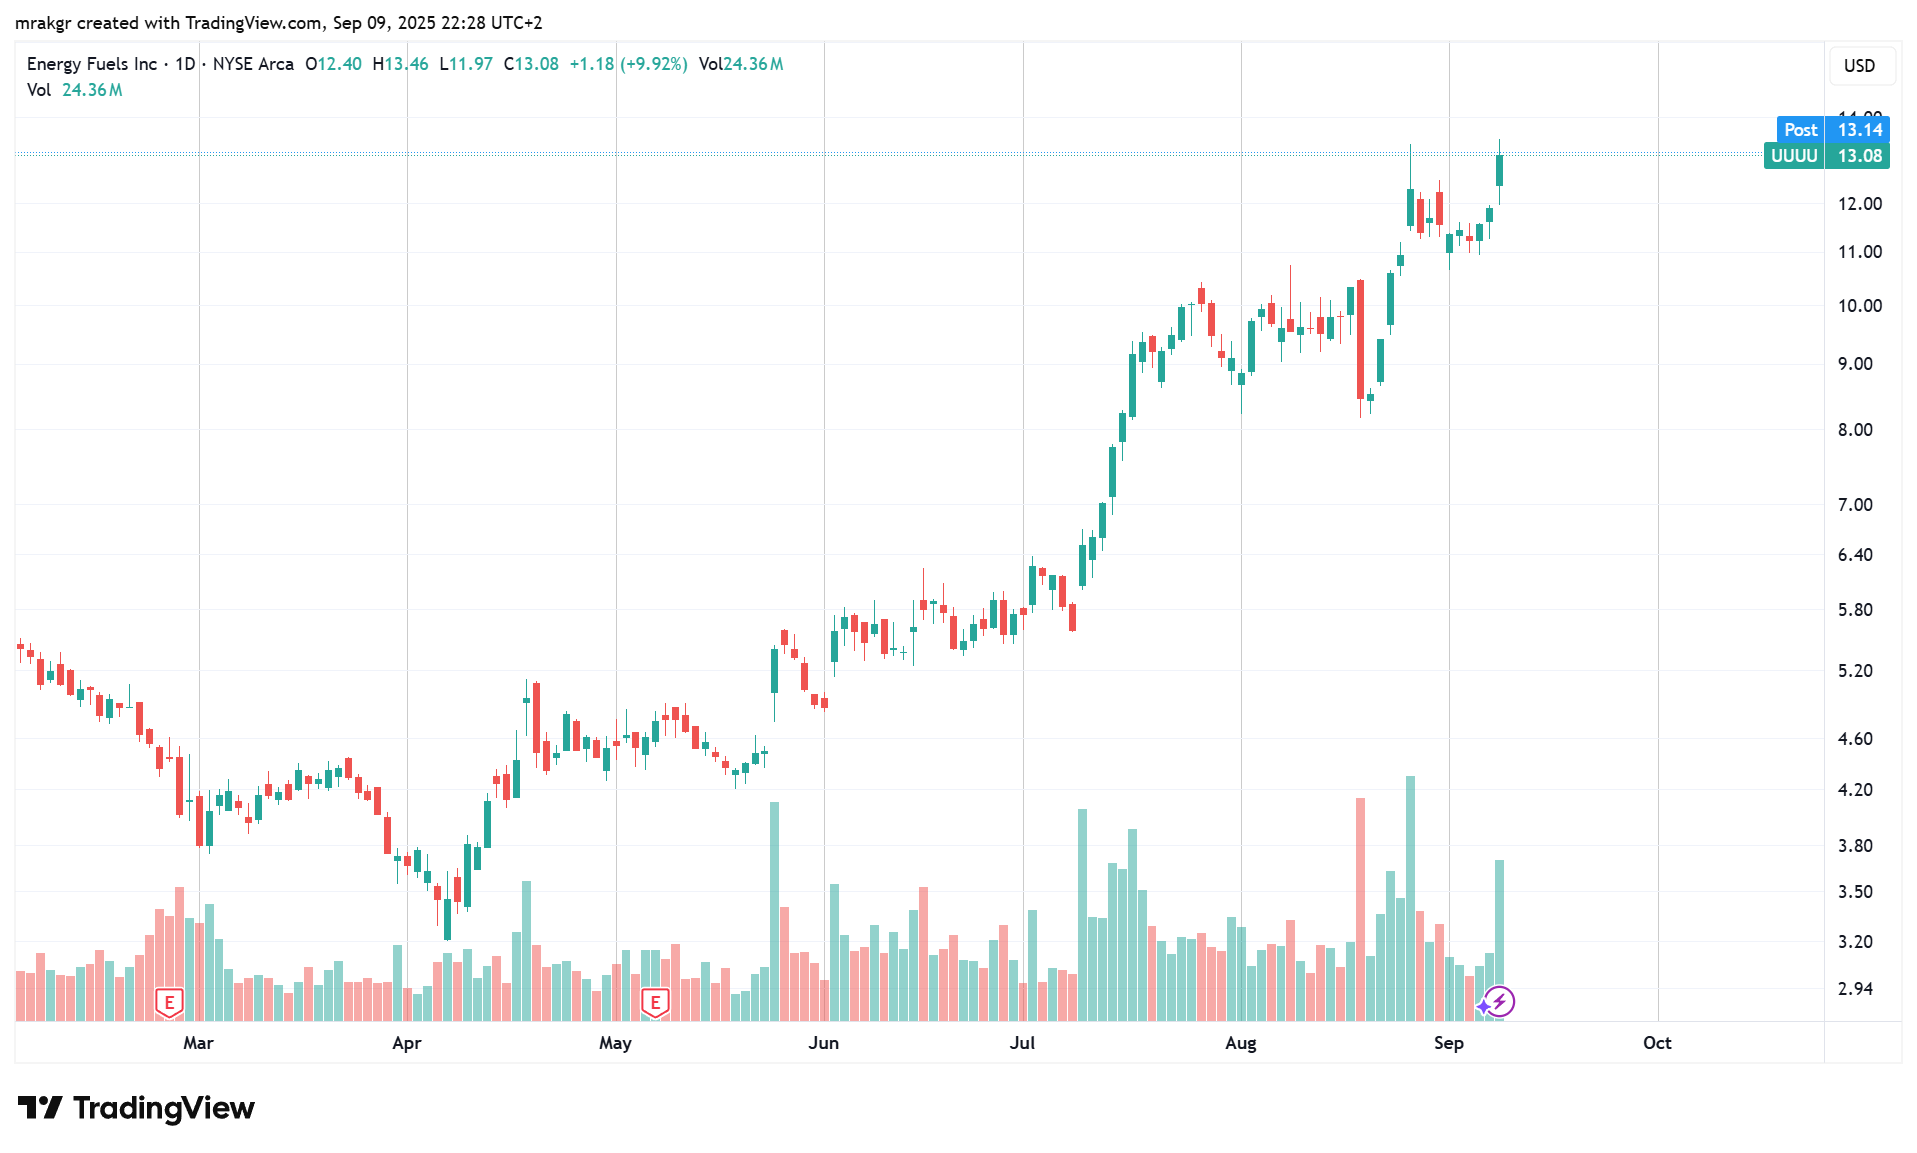 mrakgr created with TradingView.com, Sep 09, 2025 22:28 UTC+2
Energy Fuels Inc · 1D · NYSE Arca O12.40 H13.46 L11.97 C13.08 +1.18 (+9.92%) Vol24.36M
Vol 24.36M
USD
14.00
Post 13.14
UUUU 13.08
12.00
11.00
10.00
9.00
8.00
7.00
6.40
5.80
5.20
4.60
4.20
3.80
3.50
3.20
2.94
E
E
Mar Apr May Jun Jul Aug Sep Oct
TradingView